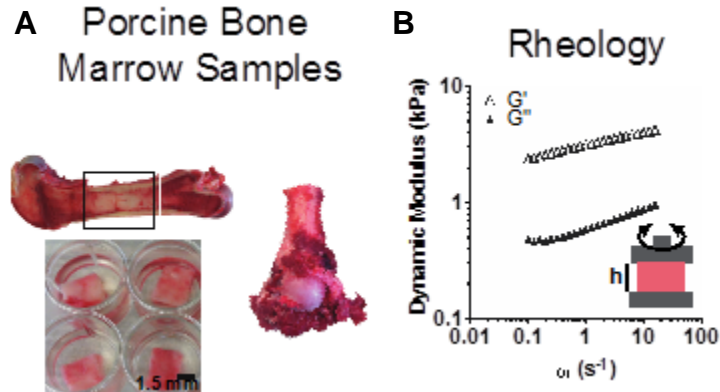 A
Porcine Bone
Marrow Samples
1.5 mm
B
Rheology
Dynamic Modulus (kPa)
10
1
0.1
G'
G"
h
0.01
0.1
1
10
100
ω (s⁻¹)